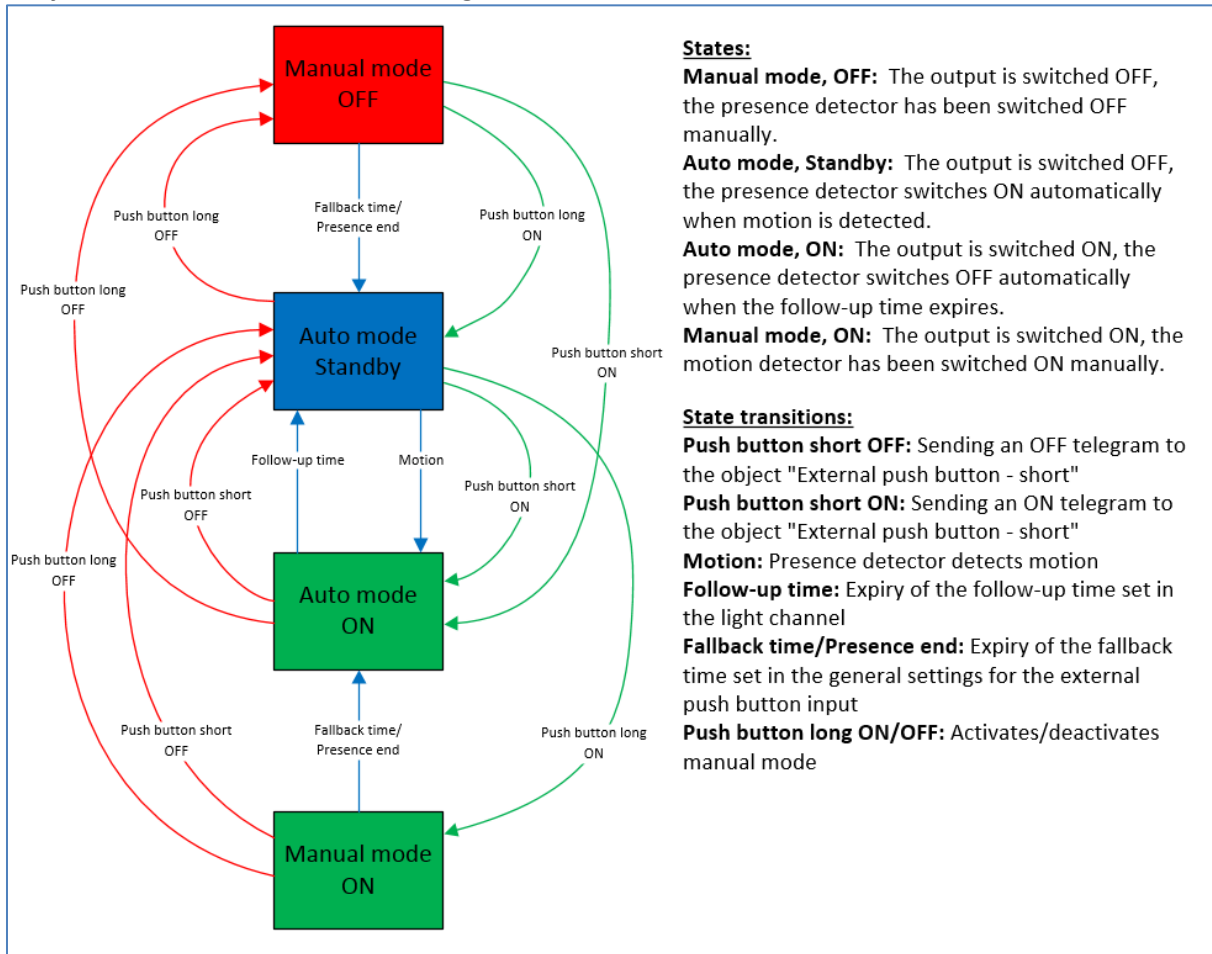 Manual mode
OFF
Push button long
OFF
Fallback time/
Presence end
Push button long
ON
Push button long
OFF
Auto mode
Standby
Push button short
ON
Follow-up time
Motion
Push button short
OFF
Push button short
ON
Push button long
OFF
Auto mode
ON
Push button short
OFF
Fallback time/
Presence end
Push button long
ON
Manual mode
ON
States:
Manual mode, OFF:  The output is switched OFF,
the presence detector has been switched OFF
manually.
Auto mode, Standby:  The output is switched OFF,
the presence detector switches ON automatically
when motion is detected.
Auto mode, ON:  The output is switched ON, the
presence detector switches OFF automatically
when the follow-up time expires.
Manual mode, ON:  The output is switched ON, the
motion detector has been switched ON manually.
State transitions:
Push button short OFF: Sending an OFF telegram to
the object "External push button - short"
Push button short ON: Sending an ON telegram to
the object "External push button - short"
Motion: Presence detector detects motion
Follow-up time: Expiry of the follow-up time set in
the light channel
Fallback time/Presence end: Expiry of the fallback
time set in the general settings for the external
push button input
Push button long ON/OFF: Activates/deactivates
manual mode